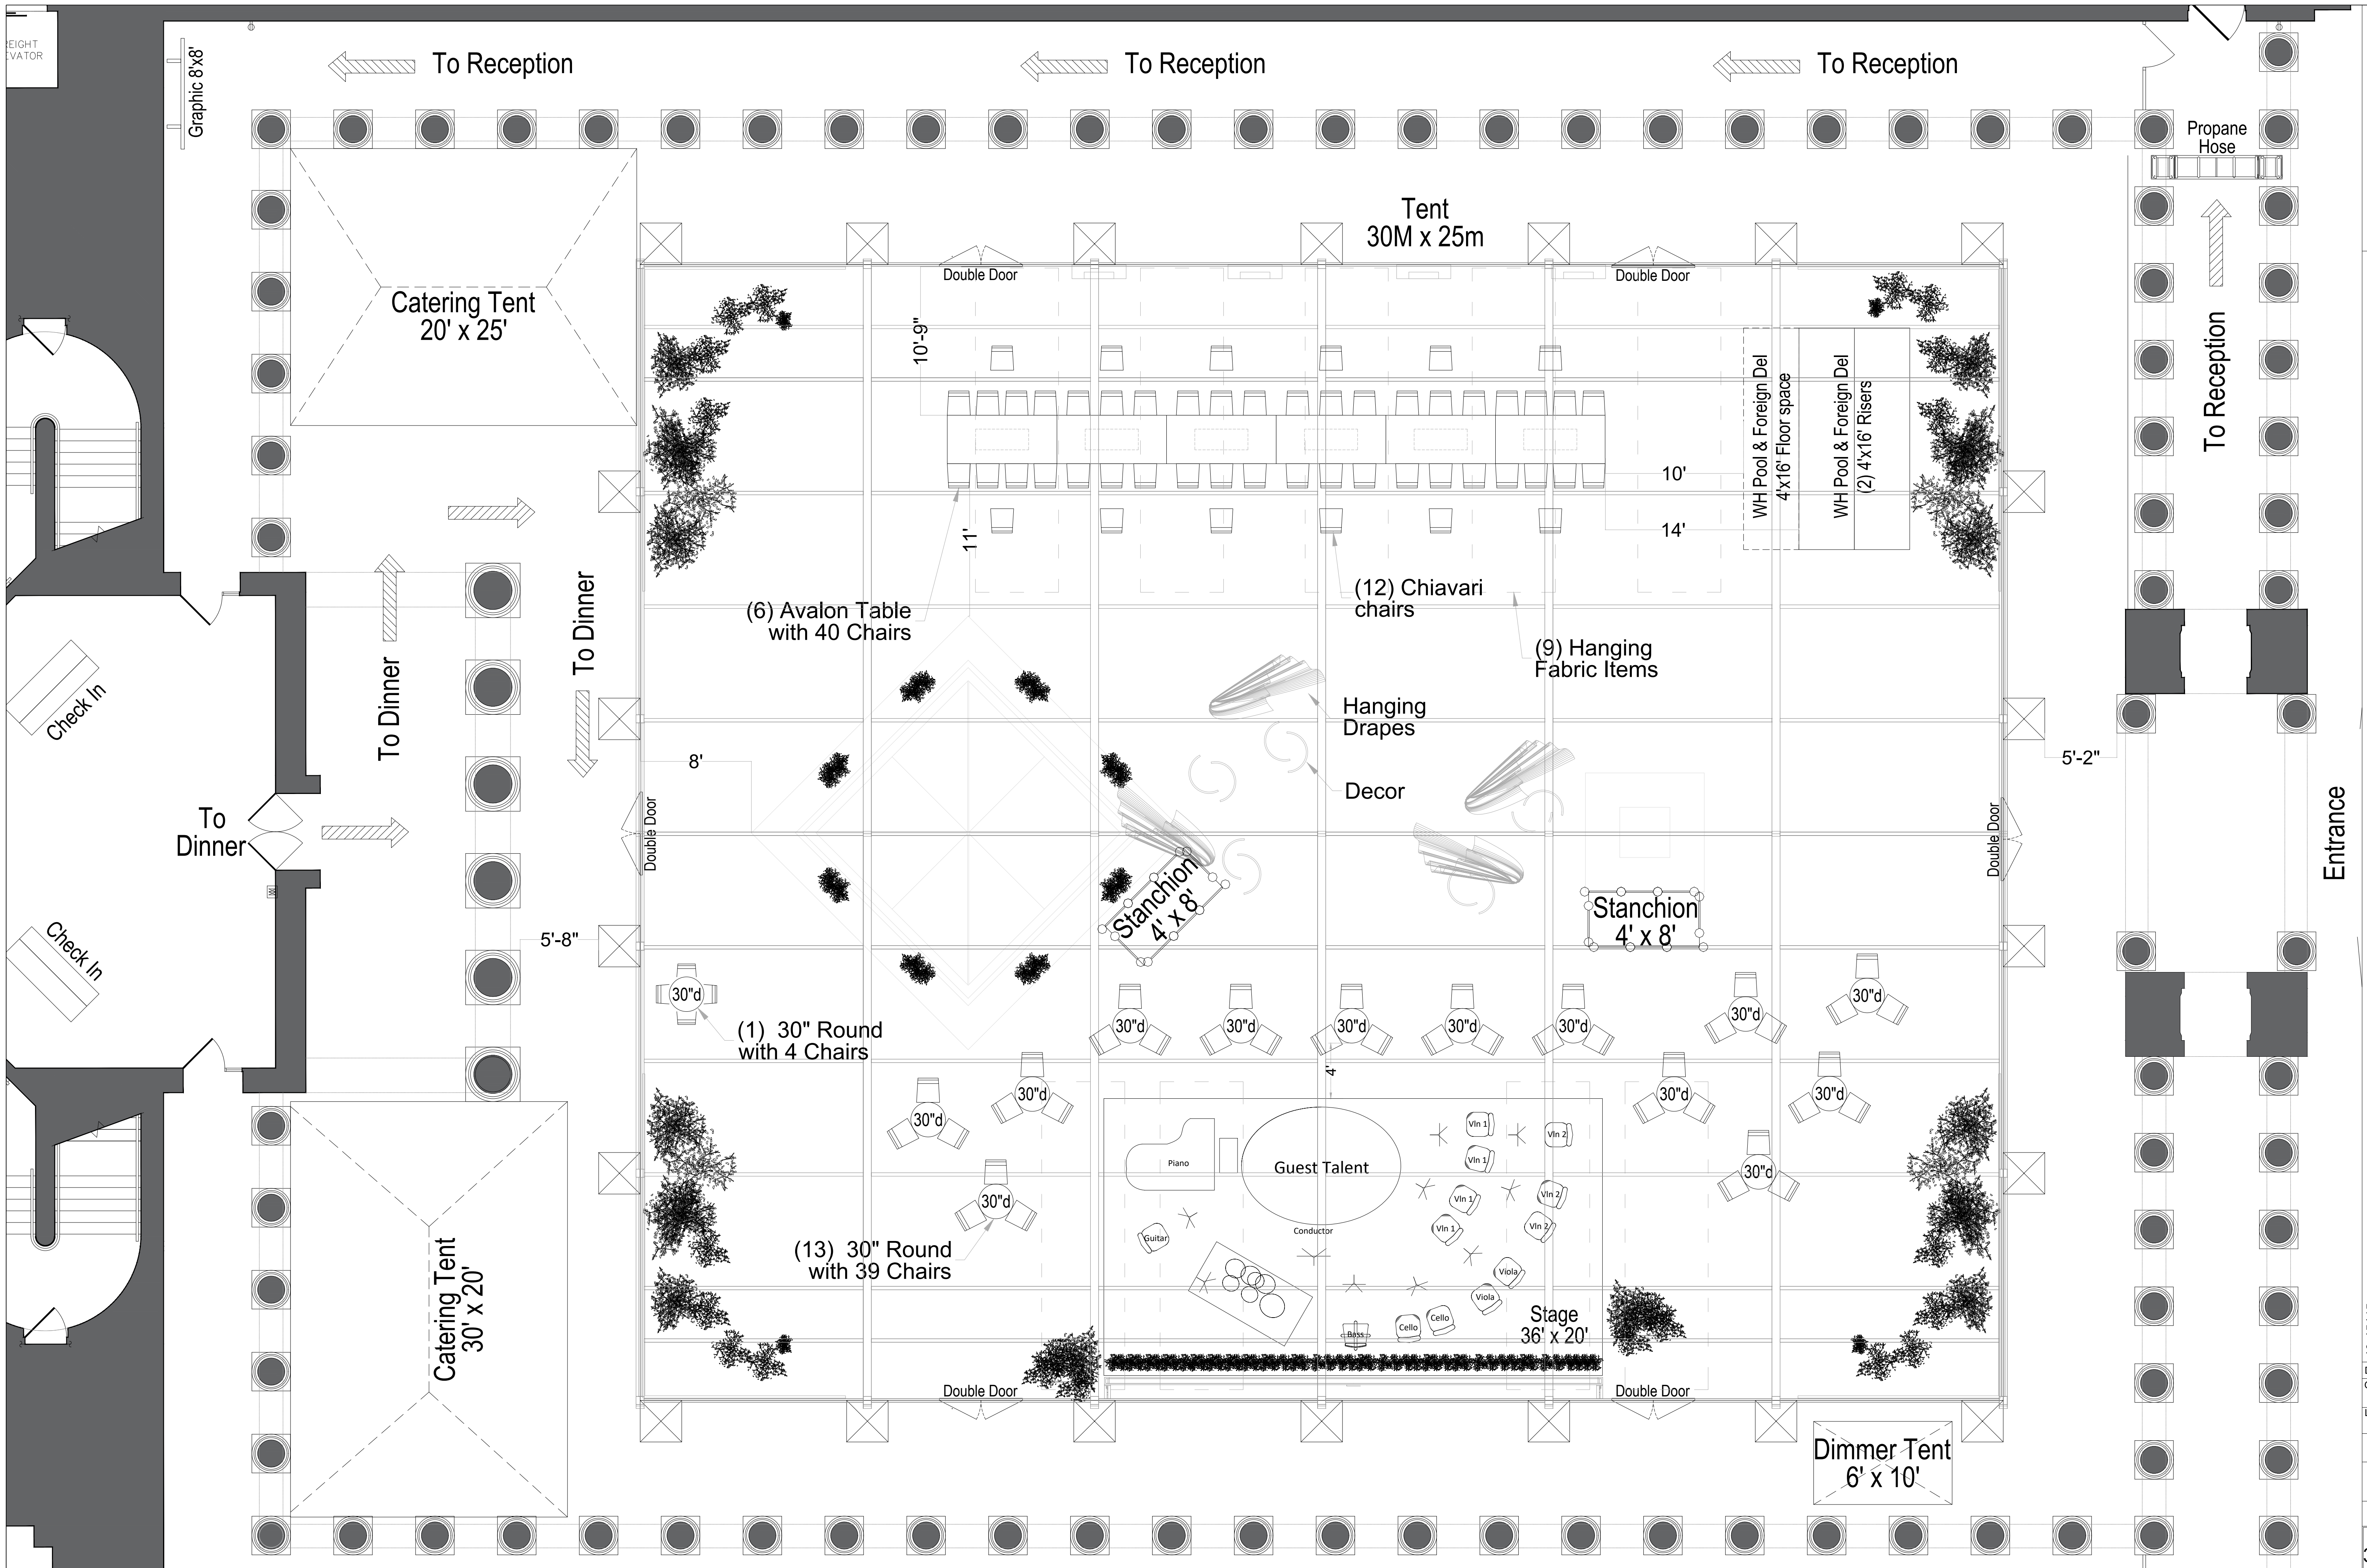 To Reception
To Reception
To Reception
Graphic 8'x8'
Propane
Hose
Tent
30M x 25m
Double Door
Double Door
Catering Tent
20' x 25'
10'-9"
WH Pool & Foreign Del
4'x16' Floor space
WH Pool & Foreign Del
(2) 4'x16' Risers
To Reception
10'
14'
11'
(6) Avalon Table
with 40 Chairs
(12) Chiavari
chairs
(9) Hanging
Fabric Items
To Dinner
To Dinner
Check In
Hanging
Drapes
Decor
8'
5'-2"
To
Dinner
Double Door
Double Door
Entrance
Stanchion
4' x 8'
Stanchion
4' x 8'
5'-8"
Check In
30"d
30"d
30"d
(1) 30" Round
with 4 Chairs
30"d
30"d
30"d
30"d
30"d
4'
30"d
30"d
30"d
30"d
Vln 1
Vln 2
Piano
Guest Talent
Vln 1
30"d
30"d
Vln 1
Vln 2
Conductor
Vln 1
Vln 2
Guitar
(13) 30" Round
with 39 Chairs
Viola
Viola
Catering Tent
30' x 20'
Cello
Cello
Bass
Stage
36' x 20'
Double Door
Double Door
Dimmer Tent
6' x 10'